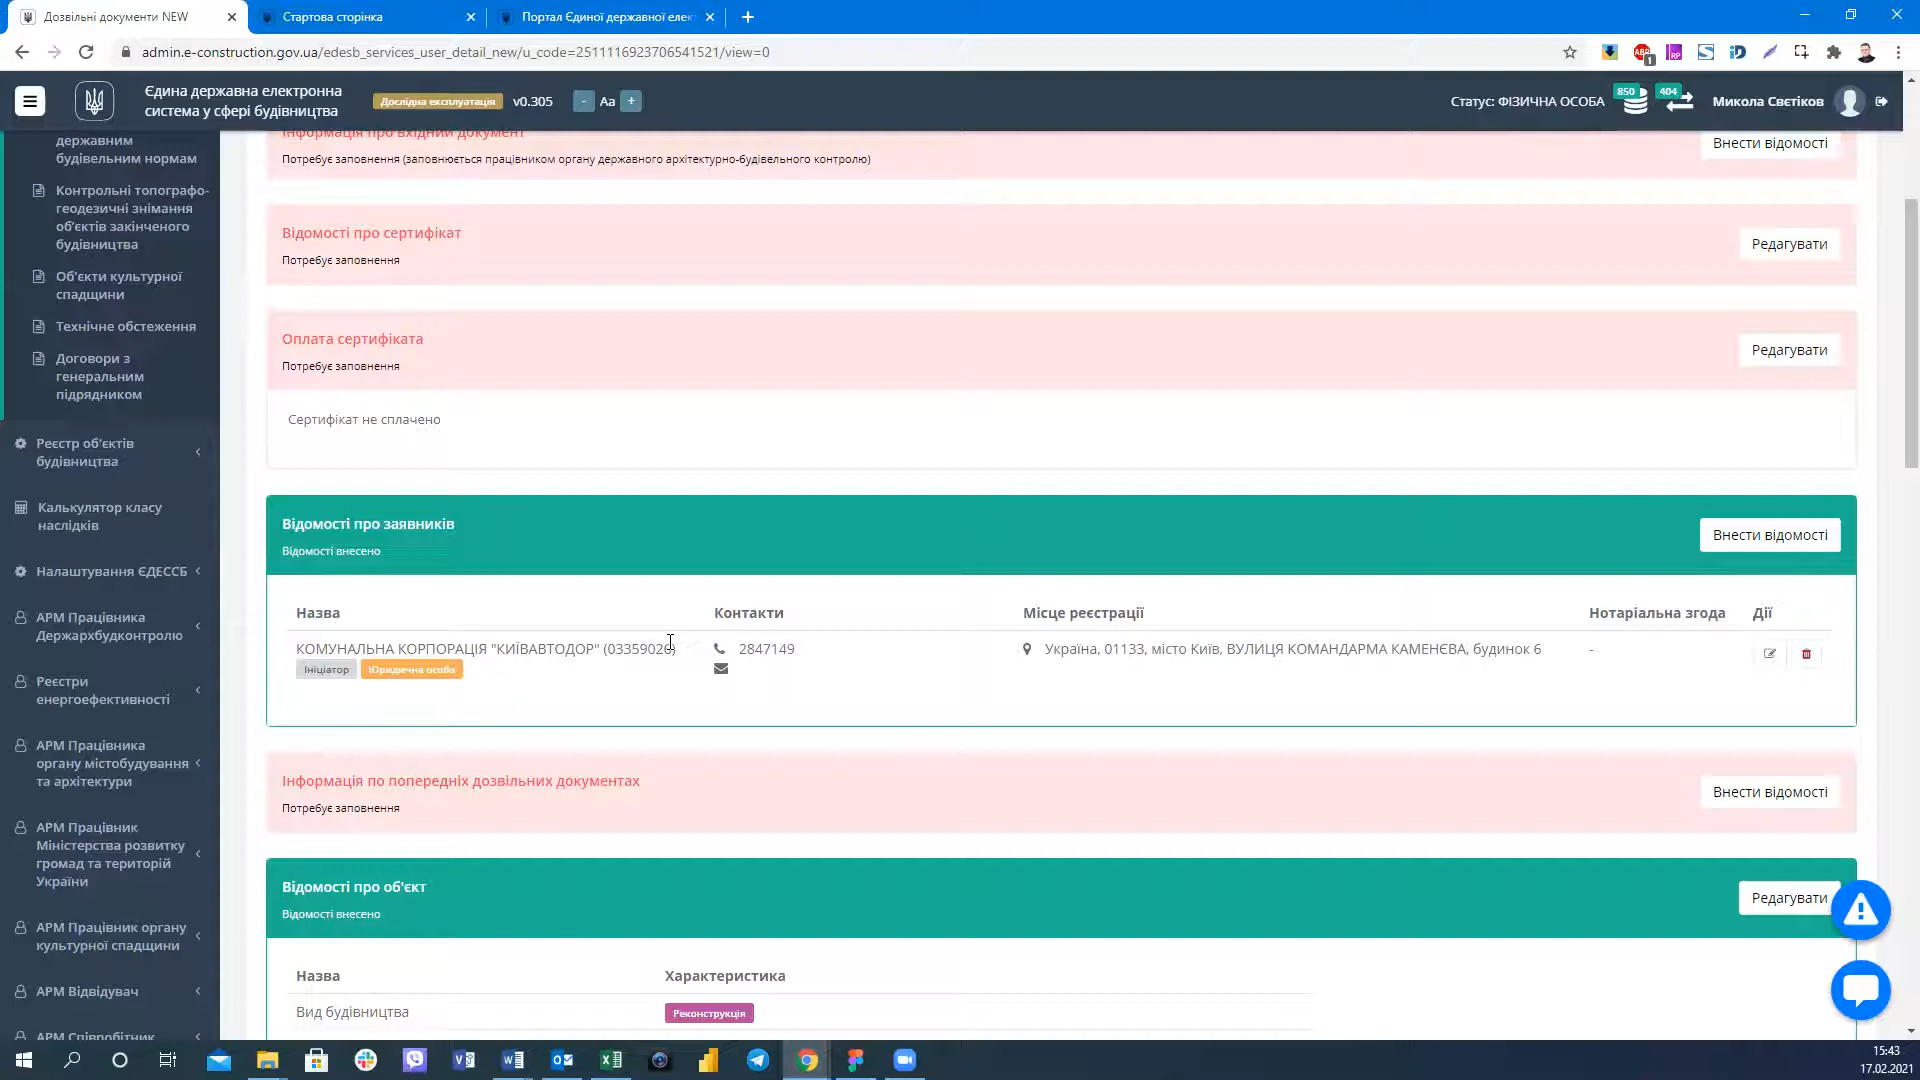 Дозвільні документи NEW
Стартова сторінка
Портал Єдиної державної елек
admin.e-construction.gov.ua/edesb_services_user_detail_new/u_code=2511116923706541521/view=0
Єдина державна електронна
система у сфері будівництва
Дослідна експлуатація
v0.305
- Aa +
Статус: ФІЗИЧНА ОСОБА
850
404
Микола Свєтіков
державним
будівельним нормам
Контрольні топографо-
геодезичні знімання
об'єктів закінченого
будівництва
Об'єкти культурної
спадщини
Технічне обстеження
Договори з
генеральним
підрядником
Реєстр об'єктів
будівництва
Калькулятор класу
наслідків
Налаштування ЄДЕССБ
АРМ Працівника
Держархбудконтролю
Реєстри
енергоефективності
АРМ Працівника
органу містобудування
та архітектури
АРМ Працівник
Міністерства розвитку
громад та територій
України
АРМ Працівник органу
культурної спадщини
АРМ Відвідувач
АРМ Співробітник
Інформація про вхідний документ
Потребує заповнення (заповнюється працівником органу державного архітектурно-будівельного контролю)
Внести відомості
Відомості про сертифікат
Потребує заповнення
Редагувати
Оплата сертифіката
Потребує заповнення
Редагувати
Сертифікат не сплачено
Відомості про заявників
Відомості внесено
Внести відомості
Назва Контакти Місце реєстрації Нотаріальна згода Дії
КОМУНАЛЬНА КОРПОРАЦІЯ "КИЇВАВТОДОР" (03359026) 2847149 Україна, 01133, місто Київ, ВУЛИЦЯ КОМАНДАРМА КАМЕНЄВА, будинок 6 -
Ініціатор Юридична особа
Інформація по попередніх дозвільних документах
Потребує заповнення
Внести відомості
Відомості про об'єкт
Відомості внесено
Редагувати
Назва Характеристика
Вид будівництва Реконструкція
15:43
17.02.2021